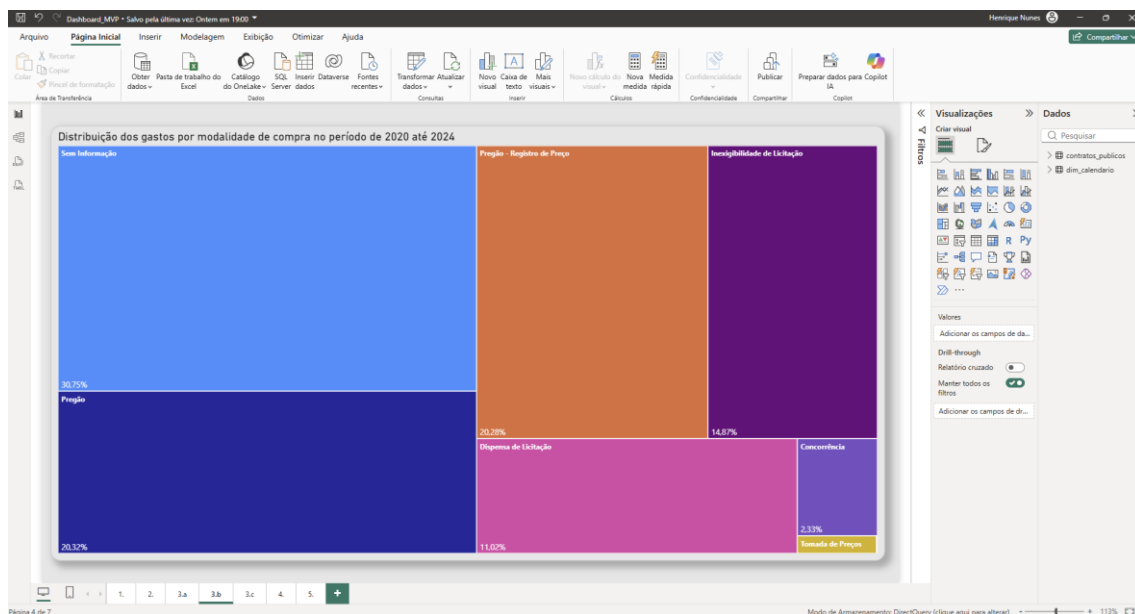 Dashboard_MVP • Salvo pela última vez: Ontem em 19:00
Henrique Nunes
Arquivo Página Inicial Inserir Modelagem Exibição Otimizar Ajuda
Compartilhar
Colar
Recortar
Copiar
Pincel de formatação
Obter dados
Pasta de trabalho do Excel
Catálogo do OneLake
SQL Server
Inserir dados
Dataverse
Fontes recentes
Transformar dados
Atualizar
Novo visual
Caixa de texto
Mais visuais
Novo cálculo do visual
Nova medida
Medida rápida
Confidencialidade
Publicar
Preparar dados para IA
Copilot
Área de Transferência
Dados
Consultas
Inserir
Cálculos
Confidencialidade
Compartilhar
Copilot
Distribuição dos gastos por modalidade de compra no período de 2020 até 2024
Sem Informação
30,75%
Pregão
20,32%
Pregão - Registro de Preço
20,28%
Inexigibilidade de Licitação
14,87%
Dispensa de Licitação
11,02%
Concorrência
2,33%
Tomada de Preços
Filtros
Visualizações
Criar visual
R Py
Valores
Adicionar os campos de da...
Drill-through
Relatório cruzado
Manter todos os filtros
Adicionar os campos de dr...
Dados
Pesquisar
contratos_publicos
dim_calendario
1. 2. 3.a 3.b 3.c 4. 5.
Página 4 de 7
Modo de Armazenamento: DirectQuery (clique aqui para alterar)
113%